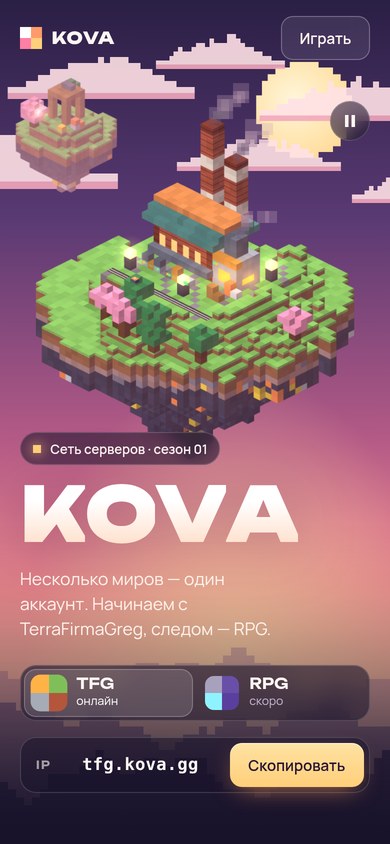 KOVA
Играть
Сеть серверов · сезон 01
KOVA
Несколько миров — один
аккаунт. Начинаем с
TerraFirmaGreg, следом — RPG.
TFG
онлайн
RPG
скоро
IP
tfg.kova.gg
Скопировать